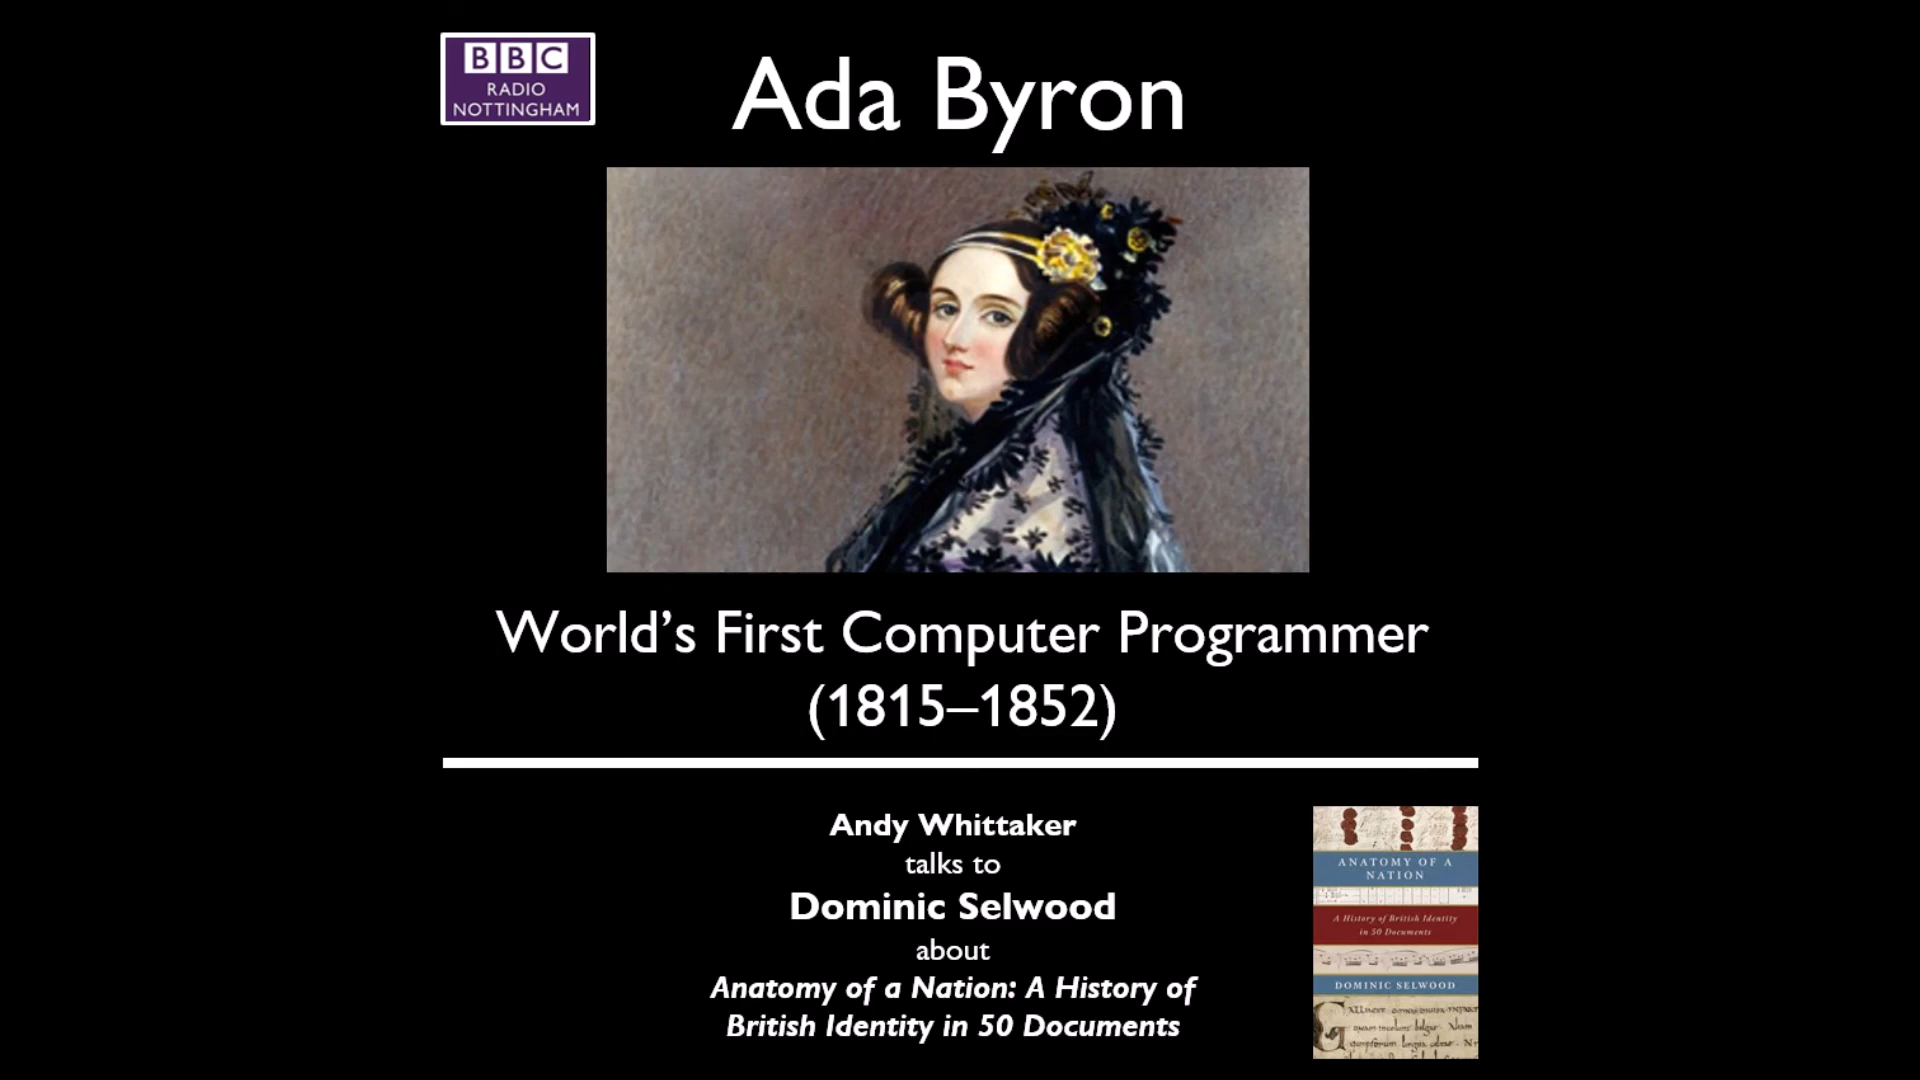 BBC
RADIO
NOTTINGHAM
Ada Byron
World’s First Computer Programmer
(1815–1852)
Andy Whittaker
talks to
Dominic Selwood
about
Anatomy of a Nation: A History of
British Identity in 50 Documents
ANATOMY OF A
NATION
A History of British Identity
in 50 Documents
DOMINIC SELWOOD